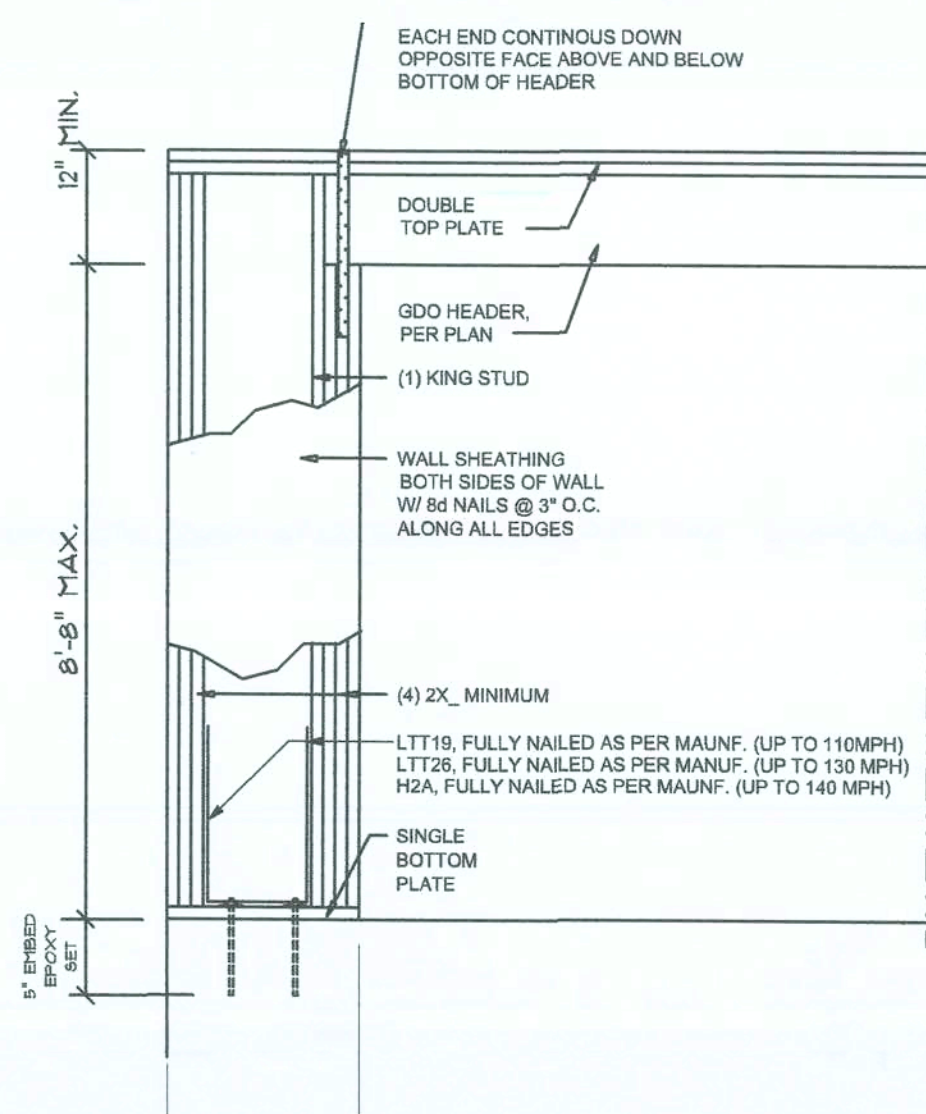 EACH END CONTINOUS DOWN
OPPOSITE FACE ABOVE AND BELOW
BOTTOM OF HEADER
12" MIN.
DOUBLE
TOP PLATE
GDO HEADER,
PER PLAN
(1) KING STUD
WALL SHEATHING
BOTH SIDES OF WALL
W/ 8d NAILS @ 3" O.C.
ALONG ALL EDGES
8'-8" MAX.
(4) 2X_ MINIMUM
LTT19, FULLY NAILED AS PER MAUNF. (UP TO 110MPH)
LTT26, FULLY NAILED AS PER MANUF. (UP TO 130 MPH)
H2A, FULLY NAILED AS PER MAUNF. (UP TO 140 MPH)
SINGLE
BOTTOM
PLATE
5" EMBED
EPOXY
SET